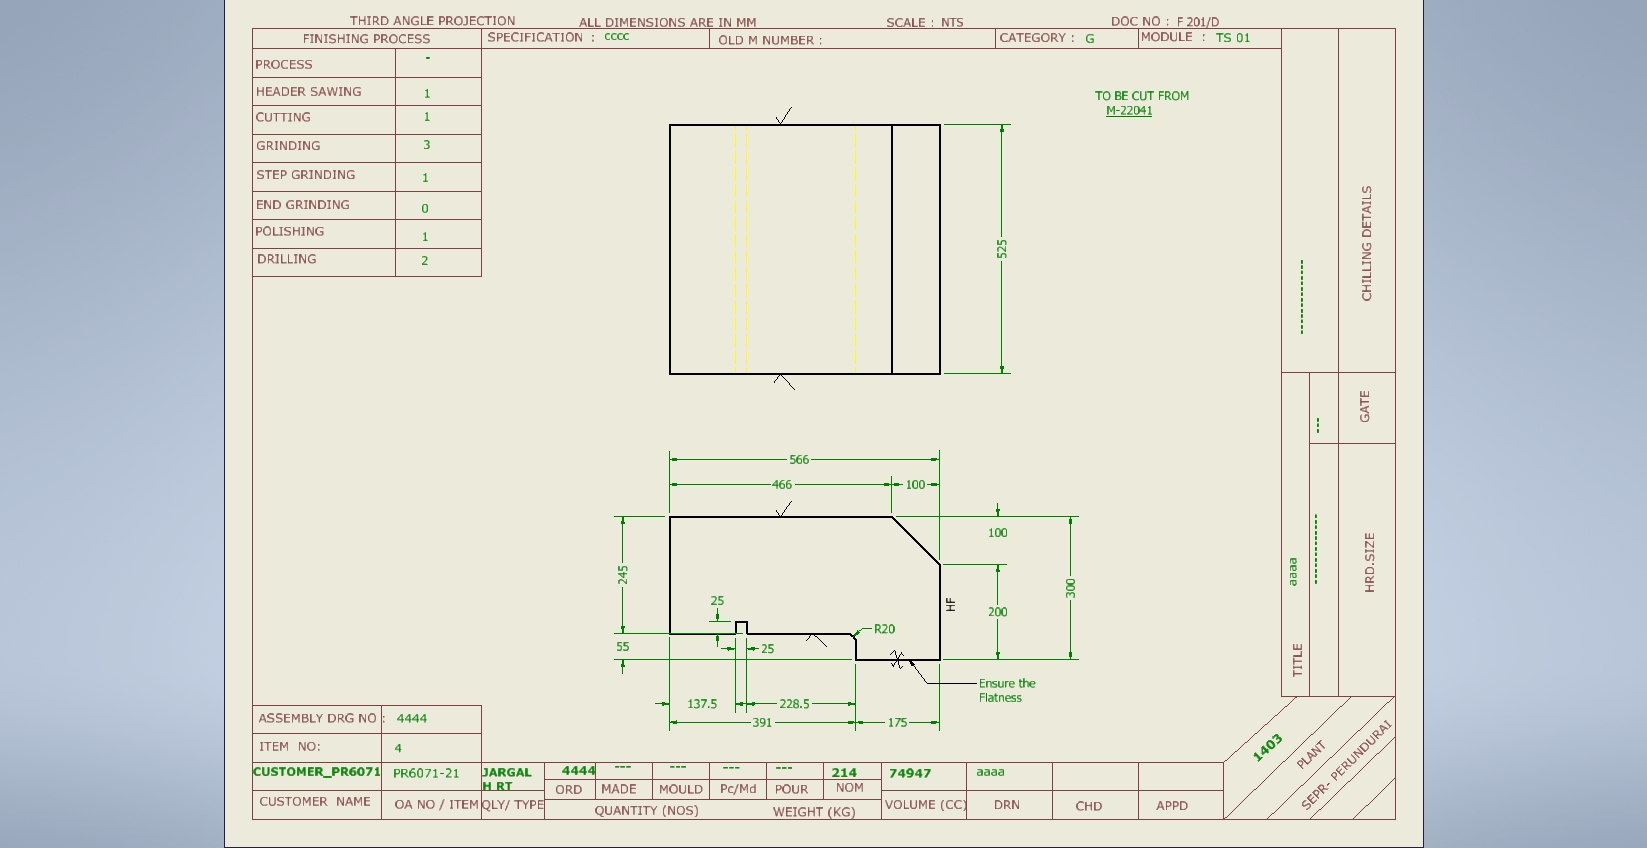 THIRD ANGLE PROJECTION ALL DIMENSIONS ARE IN MM SCALE : NTS DOC NO : F 201/D
FINISHING PROCESS SPECIFICATION : cccc OLD M NUMBER : CATEGORY : G MODULE : TS 01
PROCESS -
HEADER SAWING 1
CUTTING 1
GRINDING 3
STEP GRINDING 1
END GRINDING 0
POLISHING 1
DRILLING 2
TO BE CUT FROM
M-22041
525
566
466 100
100
245
300
25
HF
200
R20
55
25
Ensure the
Flatness
137.5 228.5
391 175
CHILLING DETAILS
GATE
HRD.SIZE
aaaa
TITLE
ASSEMBLY DRG NO : 4444
ITEM NO: 4
CUSTOMER_PR6071 PR6071-21 JARGAL
H RT
4444 --- --- --- --- 214 74947 aaaa
ORD MADE MOULD Pc/Md POUR NOM
CUSTOMER NAME OA NO / ITEM QLY/ TYPE QUANTITY (NOS) WEIGHT (KG) VOLUME (CC) DRN CHD APPD
1403
PLANT
SEPR- PERUNDURAI